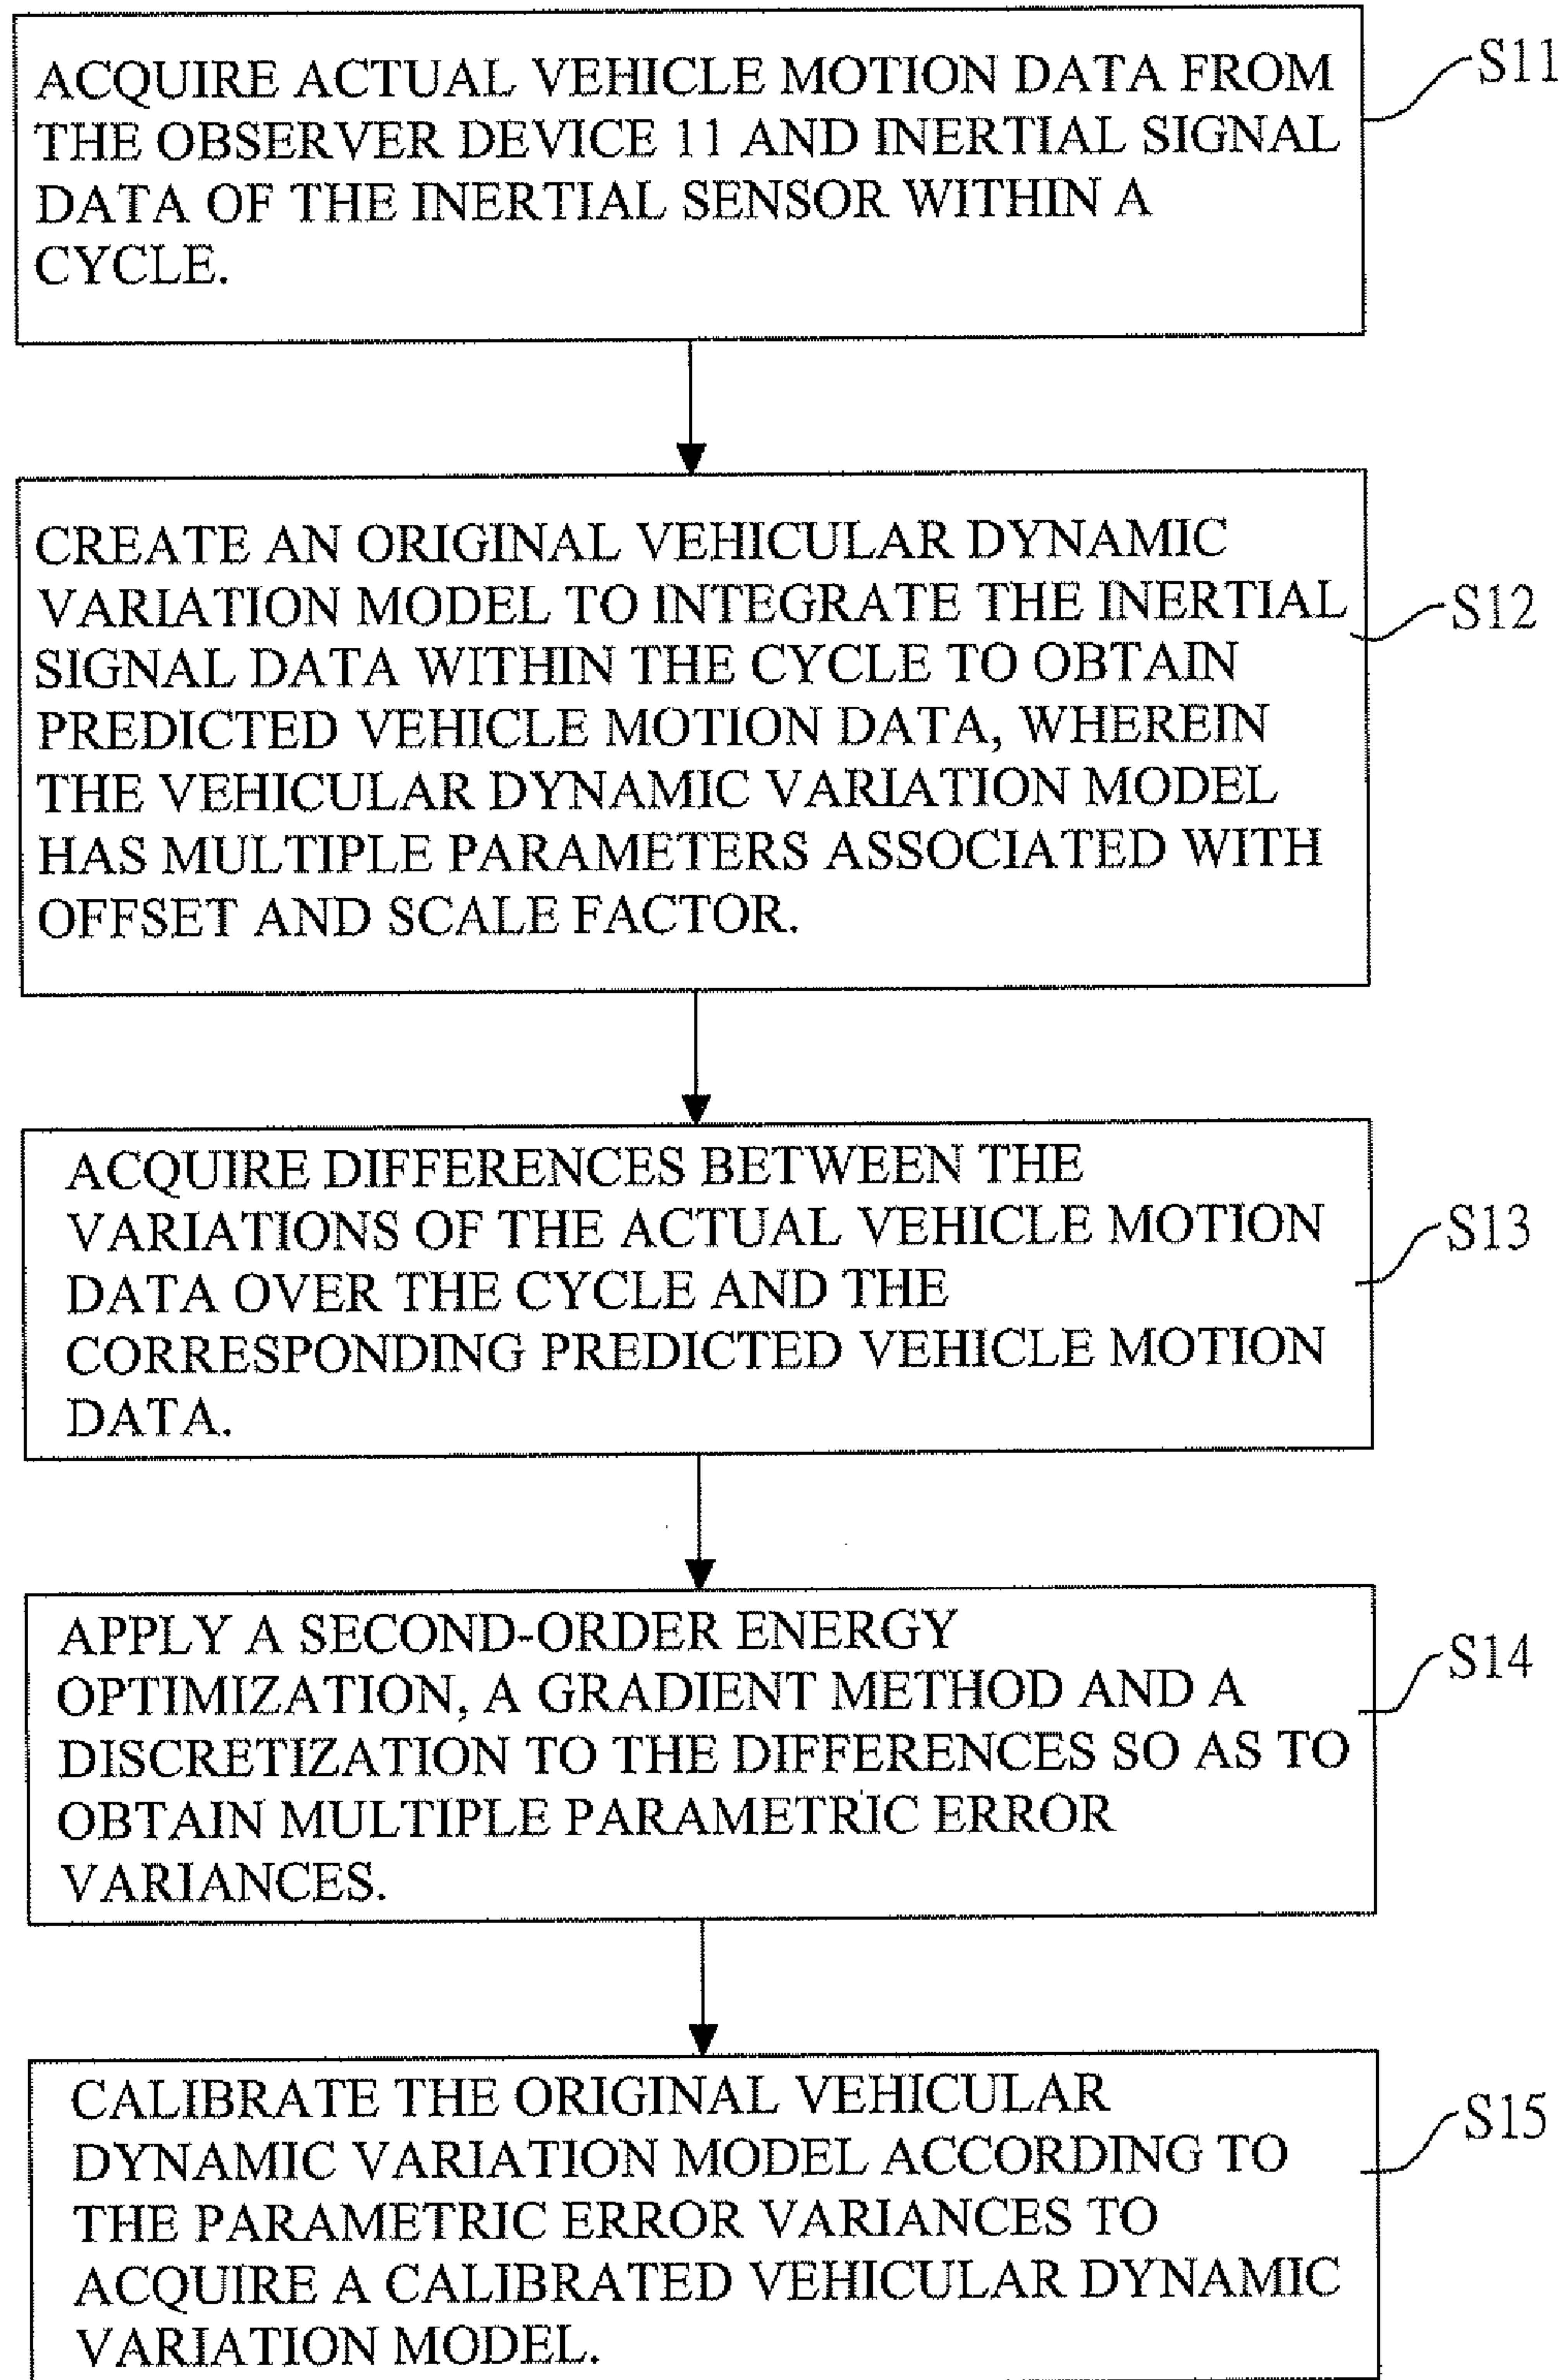 ACQUIRE ACTUAL VEHICLE MOTION DATA FROM
THE OBSERVER DEVICE 11 AND INERTIAL SIGNAL
DATA OF THE INERTIAL SENSOR WITHIN A
CYCLE.
S11
CREATE AN ORIGINAL VEHICULAR DYNAMIC
VARIATION MODEL TO INTEGRATE THE INERTIAL
SIGNAL DATA WITHIN THE CYCLE TO OBTAIN
PREDICTED VEHICLE MOTION DATA, WHEREIN
THE VEHICULAR DYNAMIC VARIATION MODEL
HAS MULTIPLE PARAMETERS ASSOCIATED WITH
OFFSET AND SCALE FACTOR.
S12
ACQUIRE DIFFERENCES BETWEEN THE
VARIATIONS OF THE ACTUAL VEHICLE MOTION
DATA OVER THE CYCLE AND THE
CORRESPONDING PREDICTED VEHICLE MOTION
DATA.
S13
APPLY A SECOND-ORDER ENERGY
OPTIMIZATION, A GRADIENT METHOD AND A
DISCRETIZATION TO THE DIFFERENCES SO AS TO
OBTAIN MULTIPLE PARAMETRIC ERROR
VARIANCES.
S14
CALIBRATE THE ORIGINAL VEHICULAR
DYNAMIC VARIATION MODEL ACCORDING TO
THE PARAMETRIC ERROR VARIANCES TO
ACQUIRE A CALIBRATED VEHICULAR DYNAMIC
VARIATION MODEL.
S15